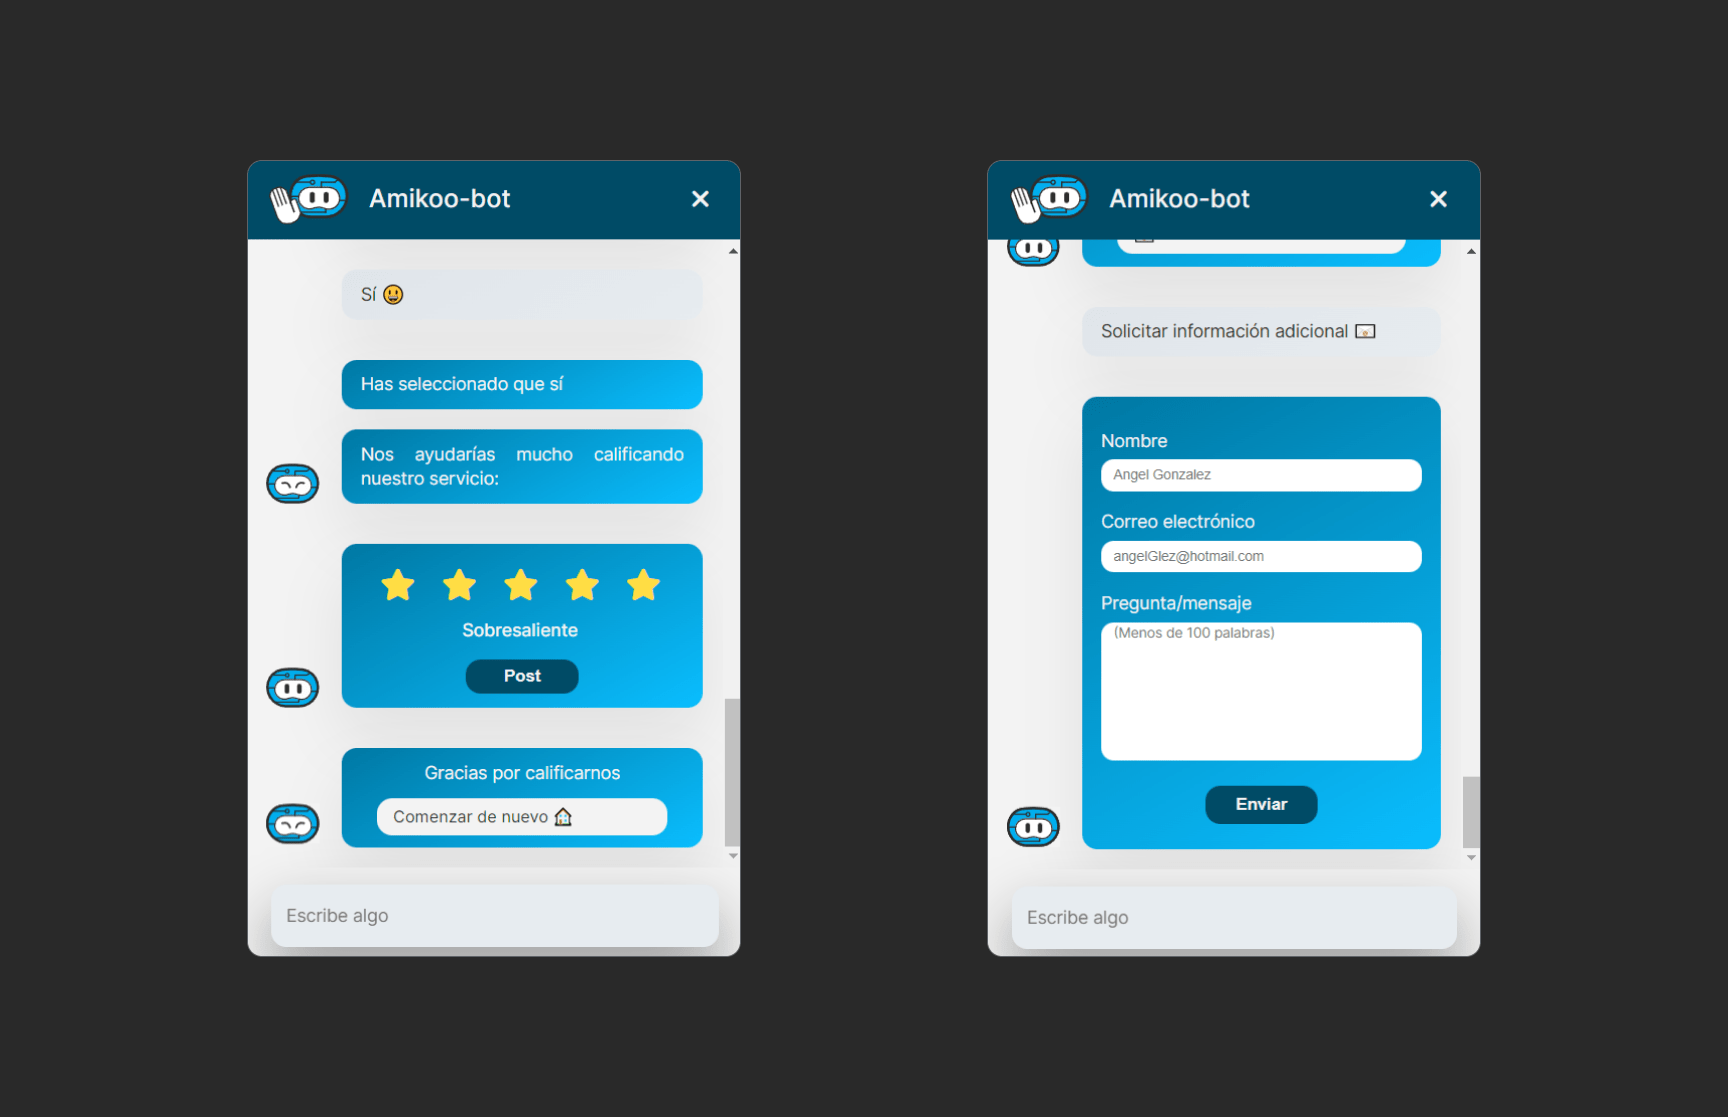 Amikoo-bot
Sí 😃
Has seleccionado que sí
Nos ayudarías mucho calificando
nuestro servicio:
Sobresaliente
Post
Gracias por calificarnos
Comenzar de nuevo 🏠
Escribe algo
Amikoo-bot
Solicitar información adicional 📧
Nombre
Angel Gonzalez
Correo electrónico
angelGlez@hotmail.com
Pregunta/mensaje
(Menos de 100 palabras)
Enviar
Escribe algo